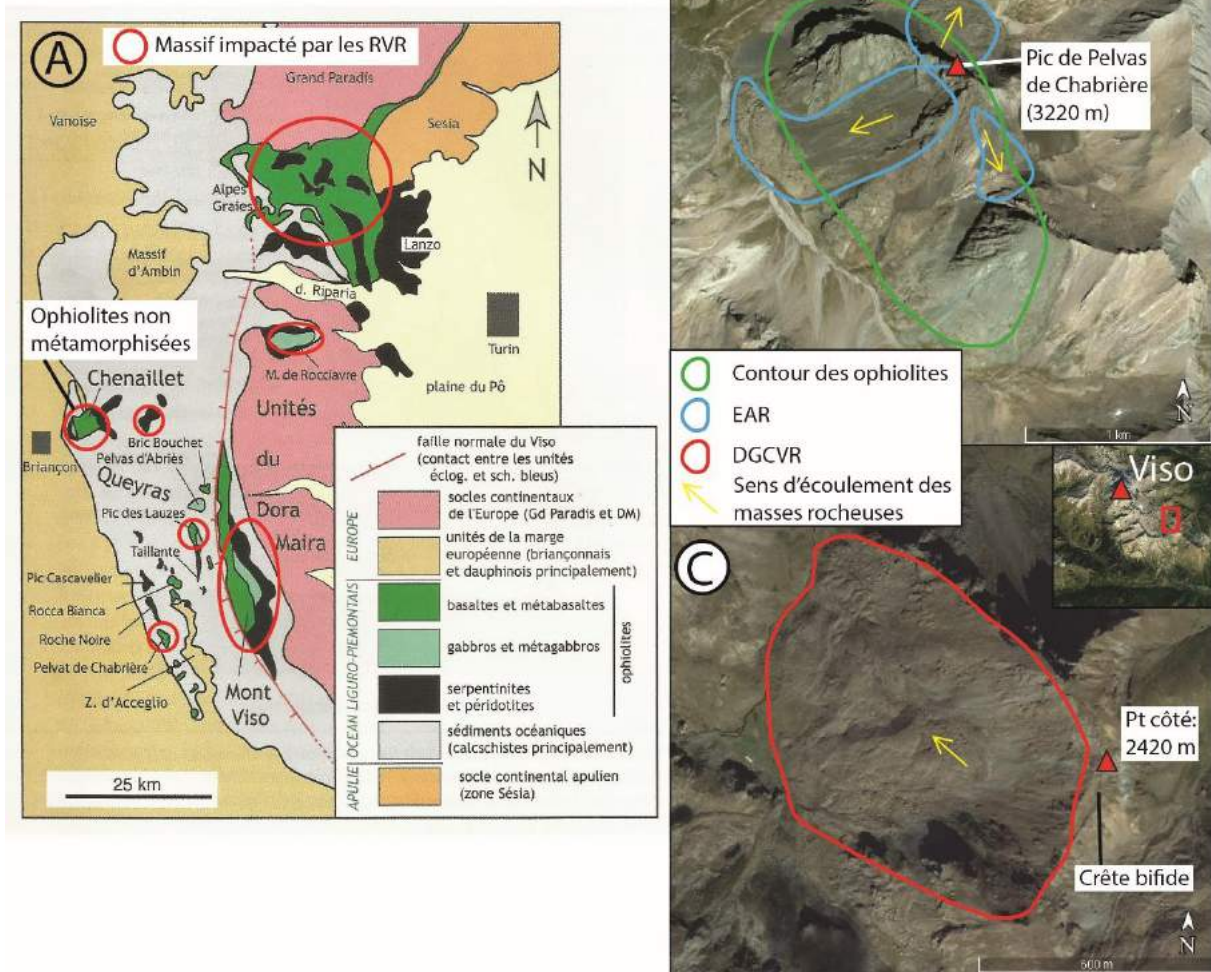 A
Massif impacté par les RVR
Grand Paradis
Vanoise
Sesia
N
Alpes
Graies
Lanzo
Massif
d'Ambin
d. Riparia
Turin
Ophiolites non
métamorphisées
M. de Rocciavre
plaine du Pô
Chenaillet
Unités
Bric Bouchet
Pelvas d'Abriès
Briançon
Queyras
du
Pic des Lauzes
Dora
Taillante
Maira
Pic Cascavelier
Rocca Bianca
Roche Noire
Pelvat de Chabrière
Z. d'Acceglio
Mont
Viso
25 km
faille normale du Viso
(contact entre les unités
éclog. et sch. bleus)
EUROPE
socles continentaux
de l'Europe (Gd Paradis et DM)
unités de la marge
européenne (briançonnais
et dauphinois principalement)
OCEAN LIGURO-PIEMONTAIS
basaltes et métabasaltes
gabbros et métagabbros
serpentinites
et péridotites
ophiolites
sédiments océaniques
(calcschistes principalement)
APULIE
socle continental apulien
(zone Sésia)
Pic de Pelvas
de Chabrière
(3220 m)
N
1 km
Contour des ophiolites
EAR
DGCVR
Sens d'écoulement des
masses rocheuses
Viso
C
Pt côté:
2420 m
Crête bifide
N
600 m